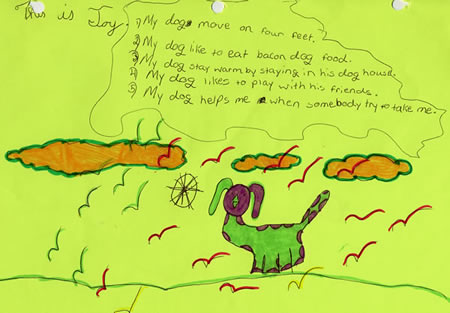 This is Joy.
1) My dog move on four feet.
2) My dog like to eat bacon dog food.
3) My dog stay warm by staying in his dog house.
4) My dog likes to play with his friends.
5) My dog helps me when somebody try to take me.